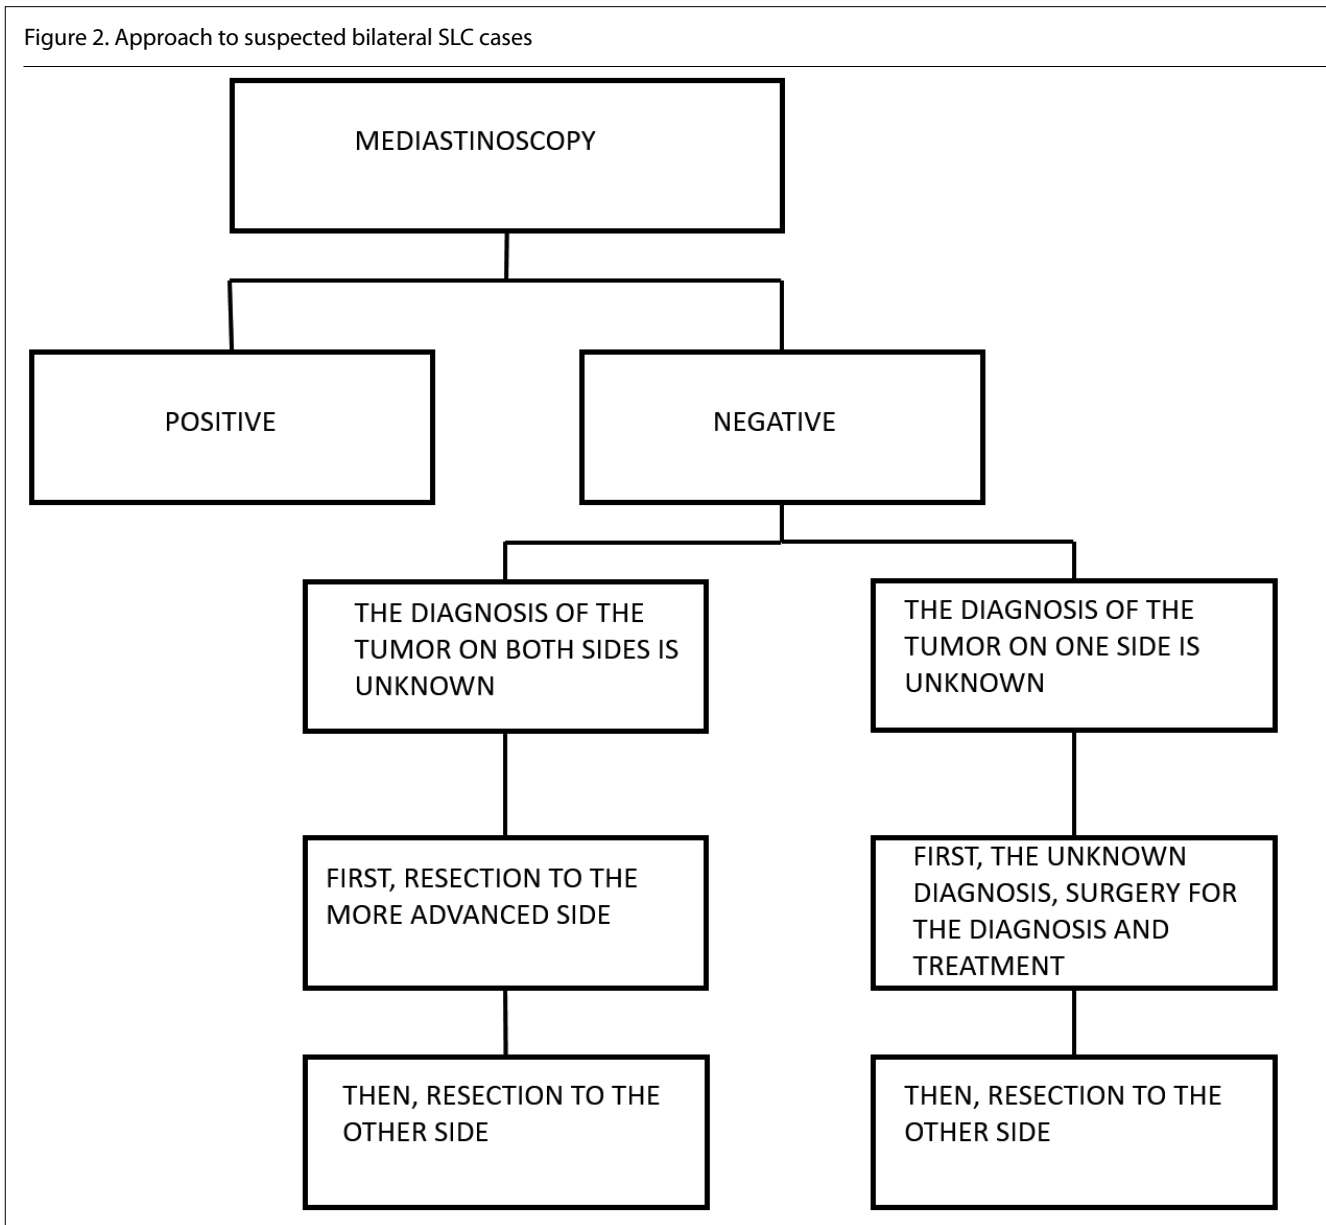 Figure 2. Approach to suspected bilateral SLC cases
MEDIASTINOSCOPY
POSITIVE
NEGATIVE
THE DIAGNOSIS OF THE
TUMOR ON BOTH SIDES IS
UNKNOWN
THE DIAGNOSIS OF THE
TUMOR ON ONE SIDE IS
UNKNOWN
FIRST, RESECTION TO THE
MORE ADVANCED SIDE
FIRST, THE UNKNOWN
DIAGNOSIS, SURGERY FOR
THE DIAGNOSIS AND
TREATMENT
THEN, RESECTION TO THE
OTHER SIDE
THEN, RESECTION TO THE
OTHER SIDE